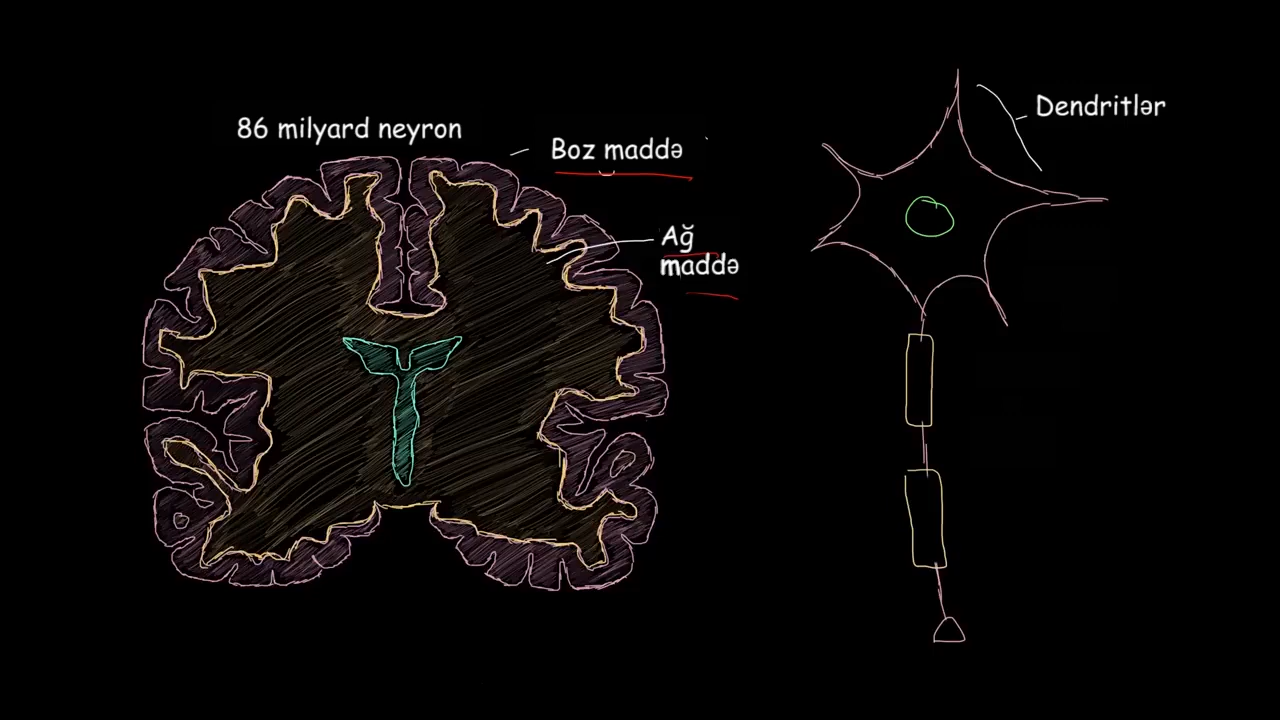 86 milyard neyron
Boz maddə
Ağ
maddə
Dendritlər